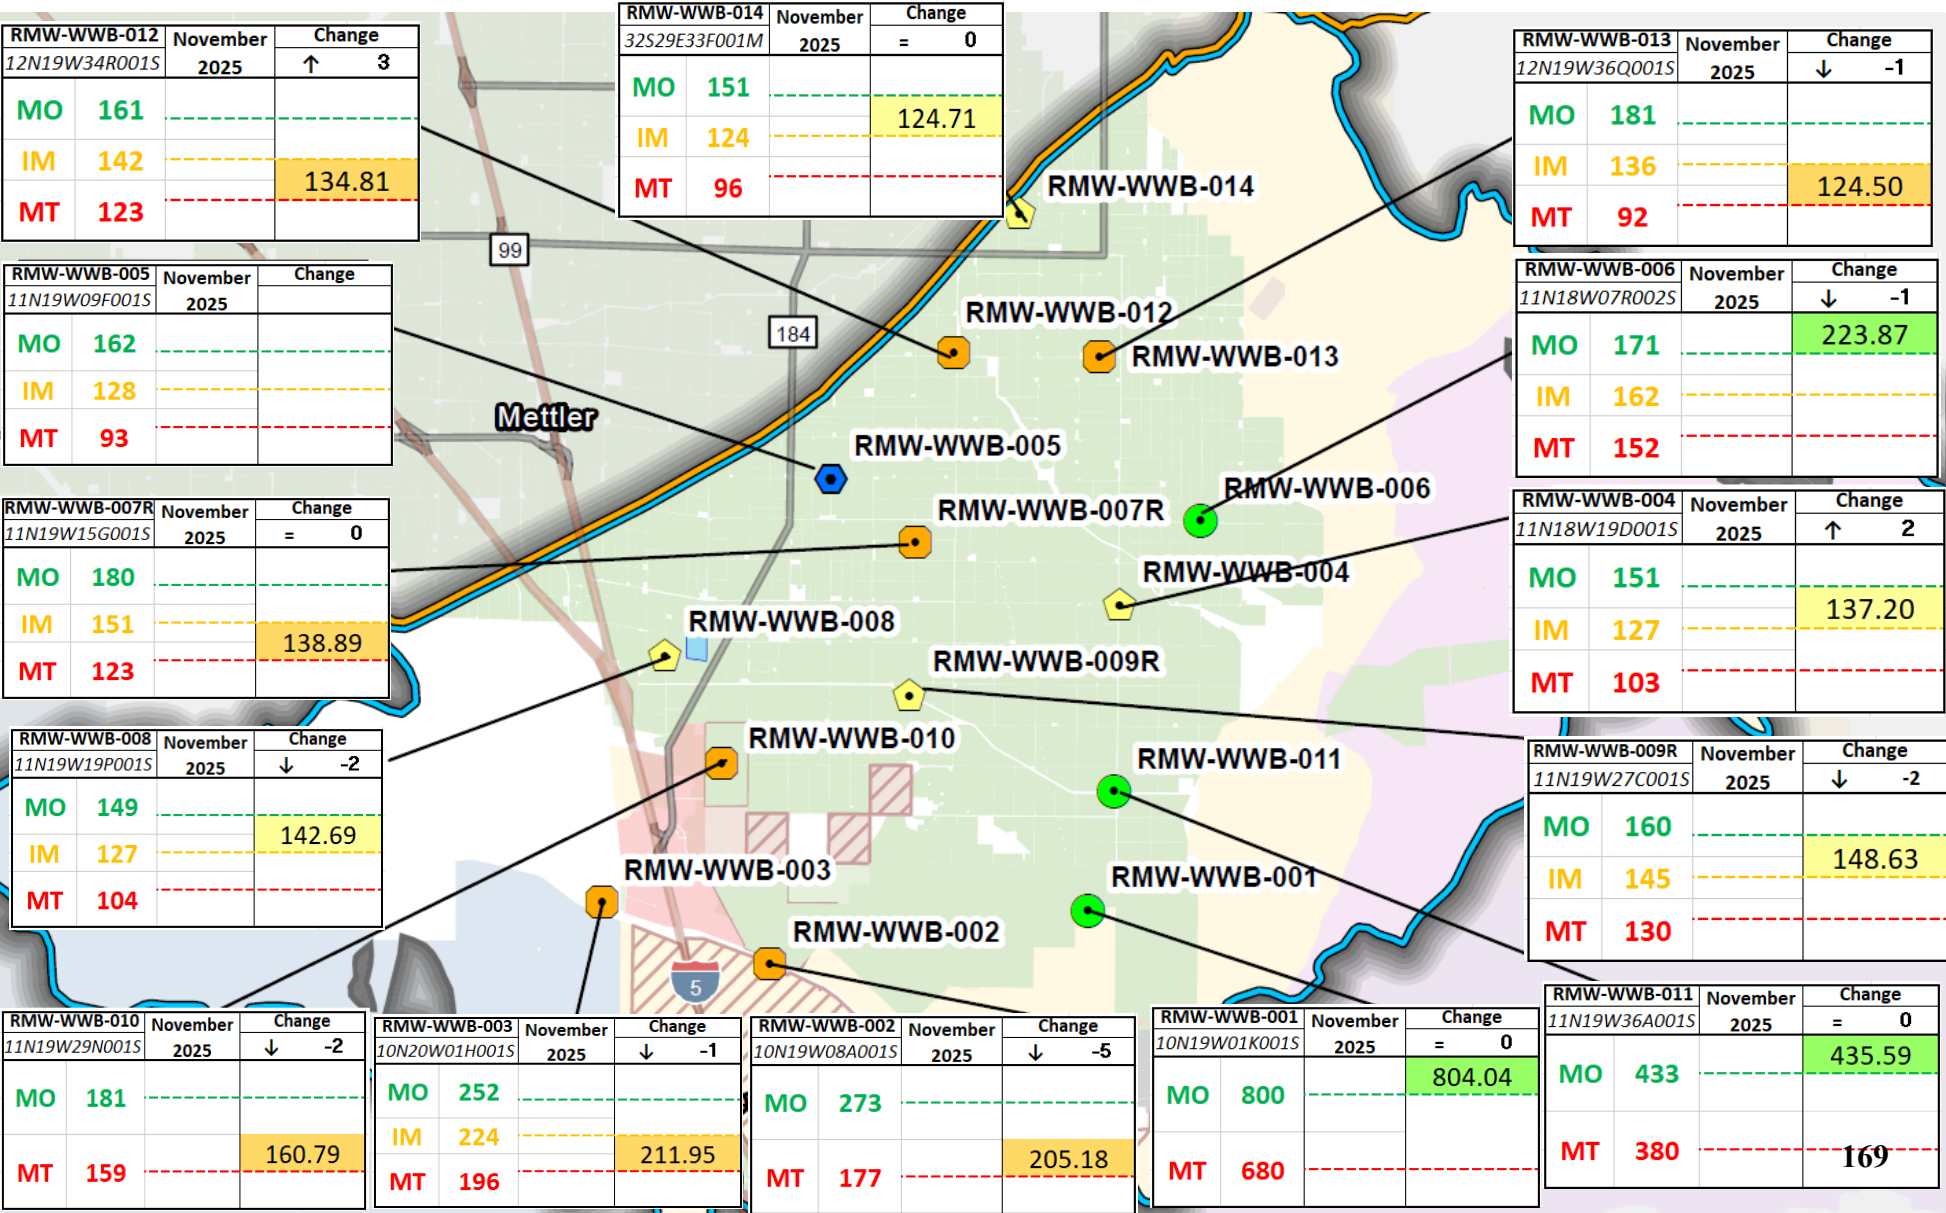 RMW-WWB-012 November 2025 Change
12N19W34R001S ↑ 3
MO 161
IM 142
134.81
MT 123
RMW-WWB-014 November 2025 Change
32S29E33F001M = 0
MO 151
124.71
IM 124
MT 96
RMW-WWB-013 November 2025 Change
12N19W36Q001S ↓ -1
MO 181
IM 136
124.50
MT 92
RMW-WWB-005 November 2025 Change
11N19W09F001S
MO 162
IM 128
MT 93
RMW-WWB-006 November 2025 Change
11N18W07R002S ↓ -1
223.87
MO 171
IM 162
MT 152
RMW-WWB-007R November 2025 Change
11N19W15G001S = 0
MO 180
IM 151
138.89
MT 123
RMW-WWB-004 November 2025 Change
11N18W19D001S ↑ 2
MO 151
137.20
IM 127
MT 103
RMW-WWB-008 November 2025 Change
11N19W19P001S ↓ -2
MO 149
142.69
IM 127
MT 104
RMW-WWB-009R November 2025 Change
11N19W27C001S ↓ -2
MO 160
148.63
IM 145
MT 130
RMW-WWB-014
99
RMW-WWB-012
184
RMW-WWB-013
Mettler
RMW-WWB-005
RMW-WWB-006
RMW-WWB-007R
RMW-WWB-004
RMW-WWB-008
RMW-WWB-009R
RMW-WWB-010
RMW-WWB-011
RMW-WWB-003
RMW-WWB-001
RMW-WWB-002
5
RMW-WWB-010 November 2025 Change
11N19W29N001S ↓ -2
MO 181
160.79
MT 159
RMW-WWB-003 November 2025 Change
10N20W01H001S ↓ -1
MO 252
IM 224
211.95
MT 196
RMW-WWB-002 November 2025 Change
10N19W08A001S ↓ -5
MO 273
205.18
MT 177
RMW-WWB-001 November 2025 Change
10N19W01K001S = 0
804.04
MO 800
MT 680
RMW-WWB-011 November 2025 Change
11N19W36A001S = 0
435.59
MO 433
MT 380
169